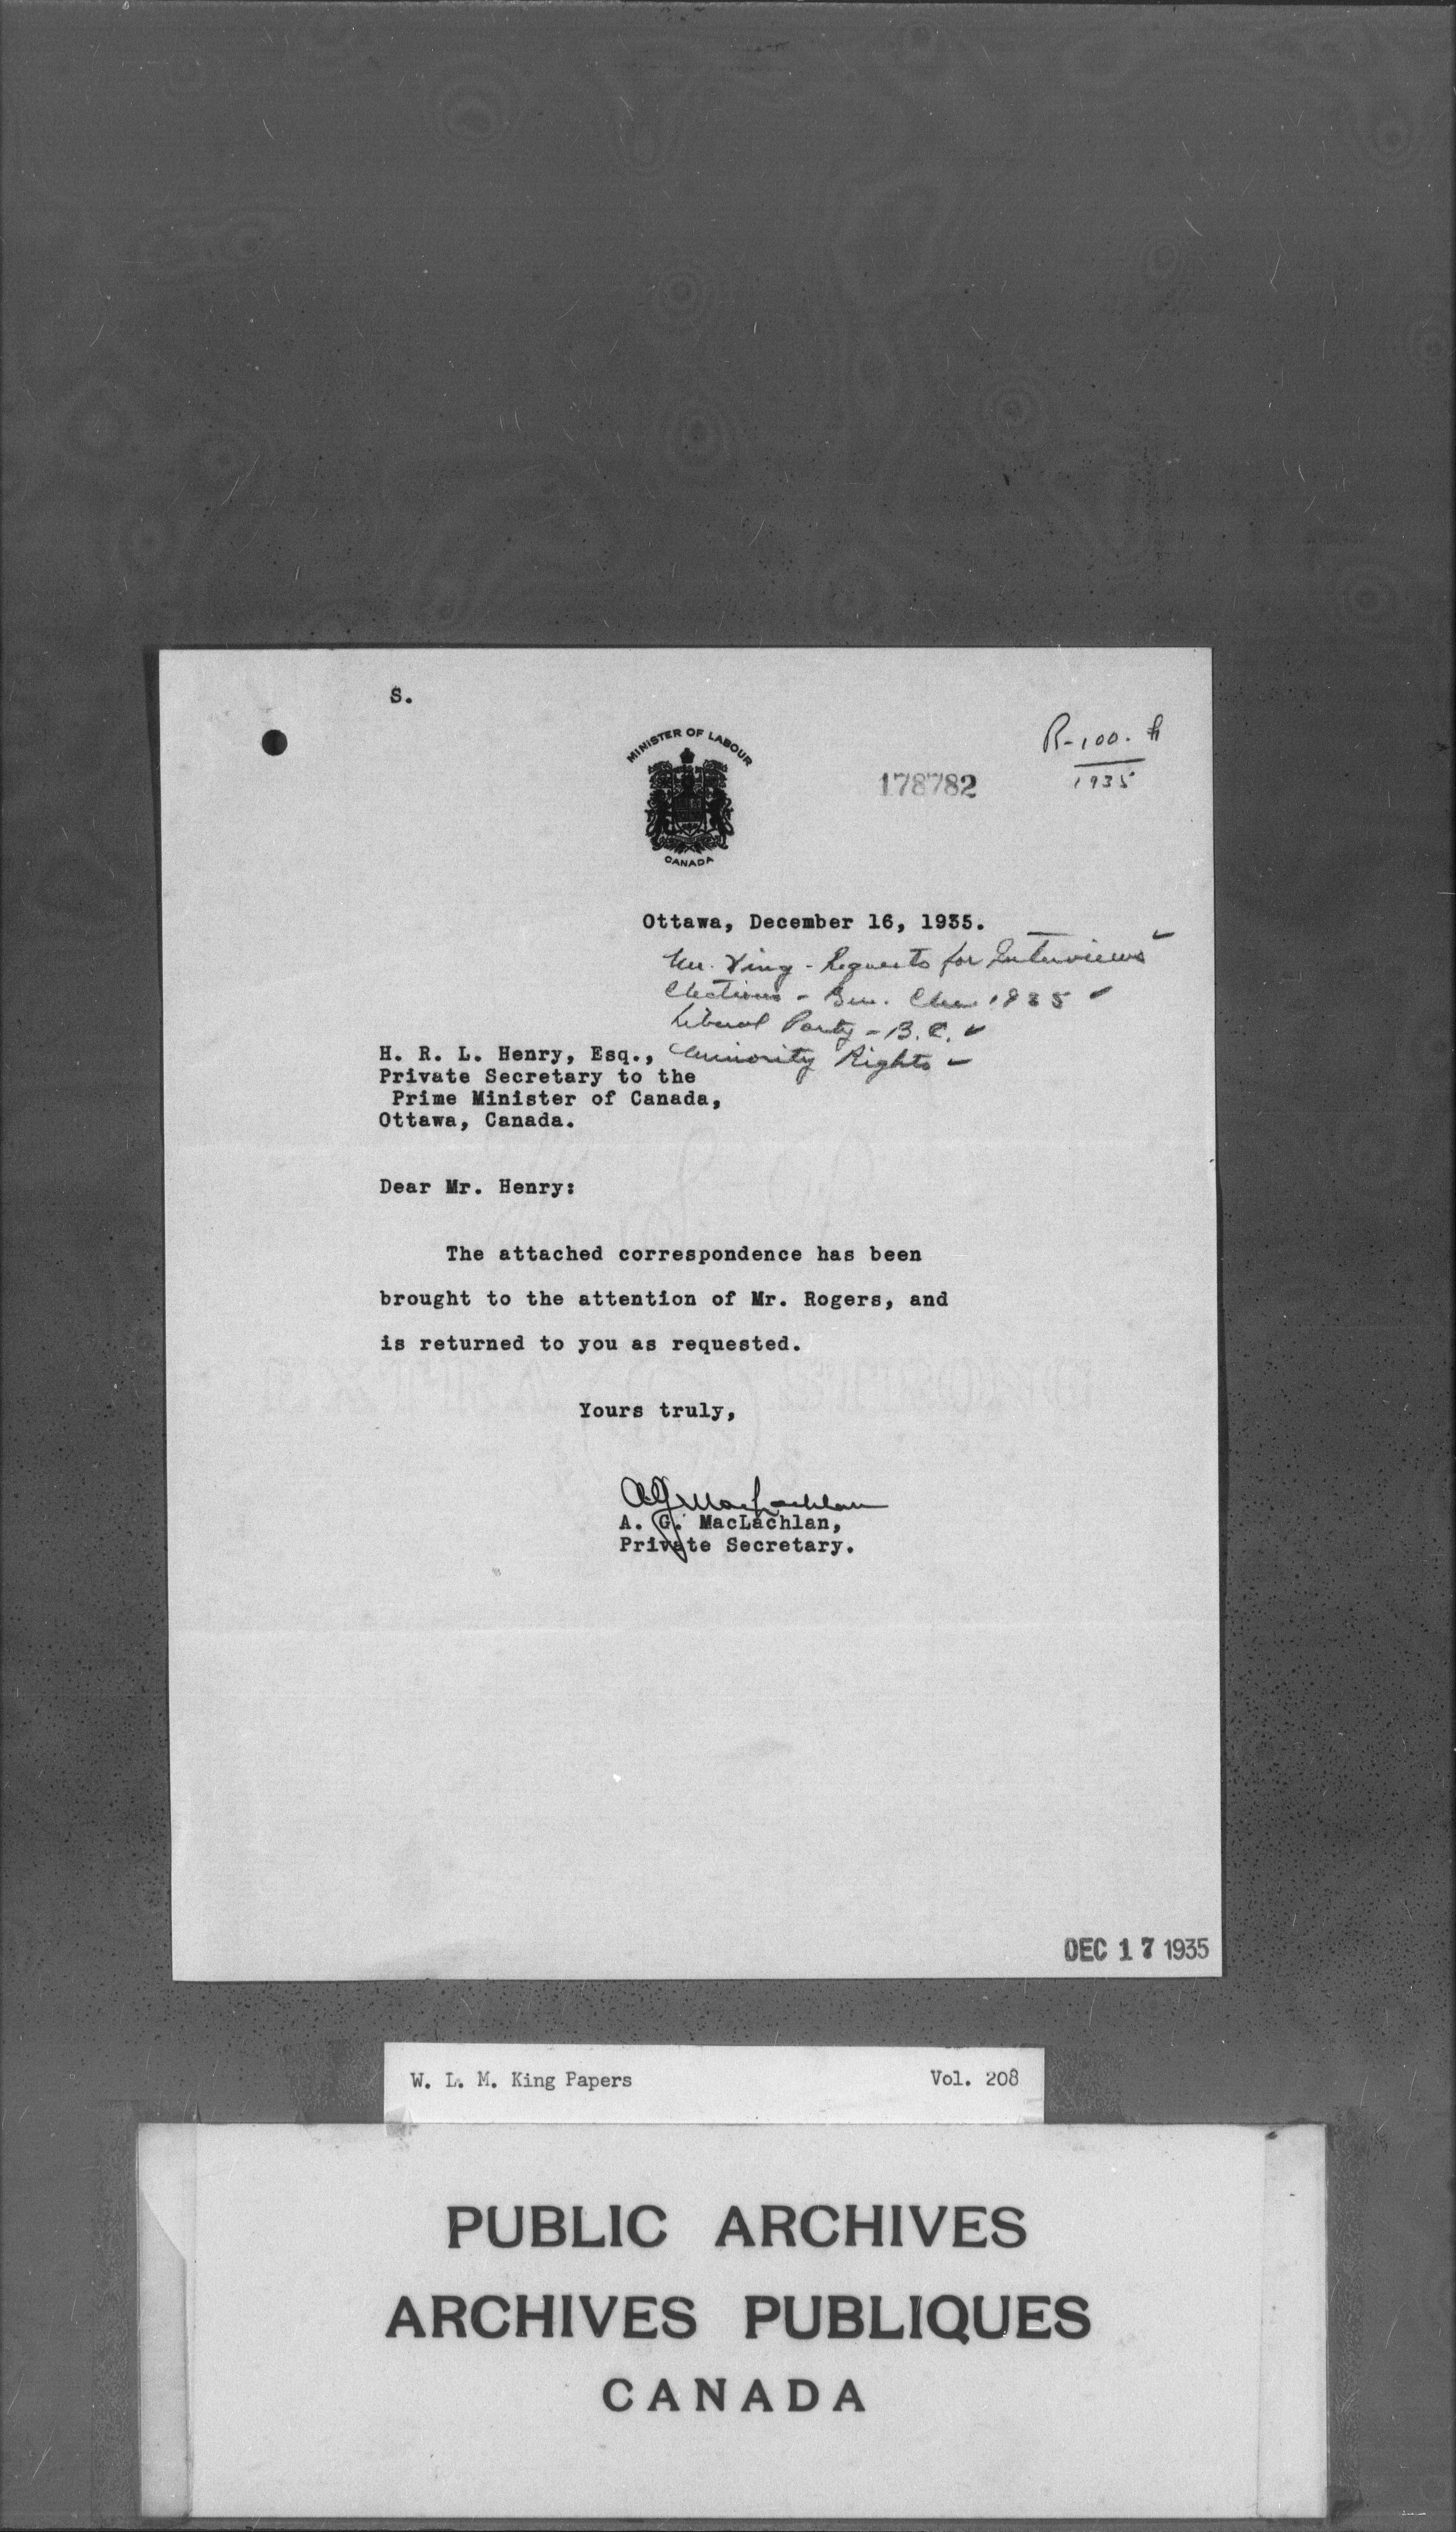 S.
MINISTER OF LABOUR
CANADA
R-100. h
1935
178782
Ottawa, December 16, 1935.
Mr. King - Requests for Interviews
Elections - Gen. Elec 1935
Liberal Party - B.C.
Minority Rights
H. R. L. Henry, Esq.,
Private Secretary to the
Prime Minister of Canada,
Ottawa, Canada.
Dear Mr. Henry:
The attached correspondence has been
brought to the attention of Mr. Rogers, and
is returned to you as requested.
Yours truly,
AGMacLachlan
A. G. MacLachlan,
Private Secretary.
DEC 17 1935
W. L. M. King Papers Vol. 208
PUBLIC ARCHIVES
ARCHIVES PUBLIQUES
CANADA